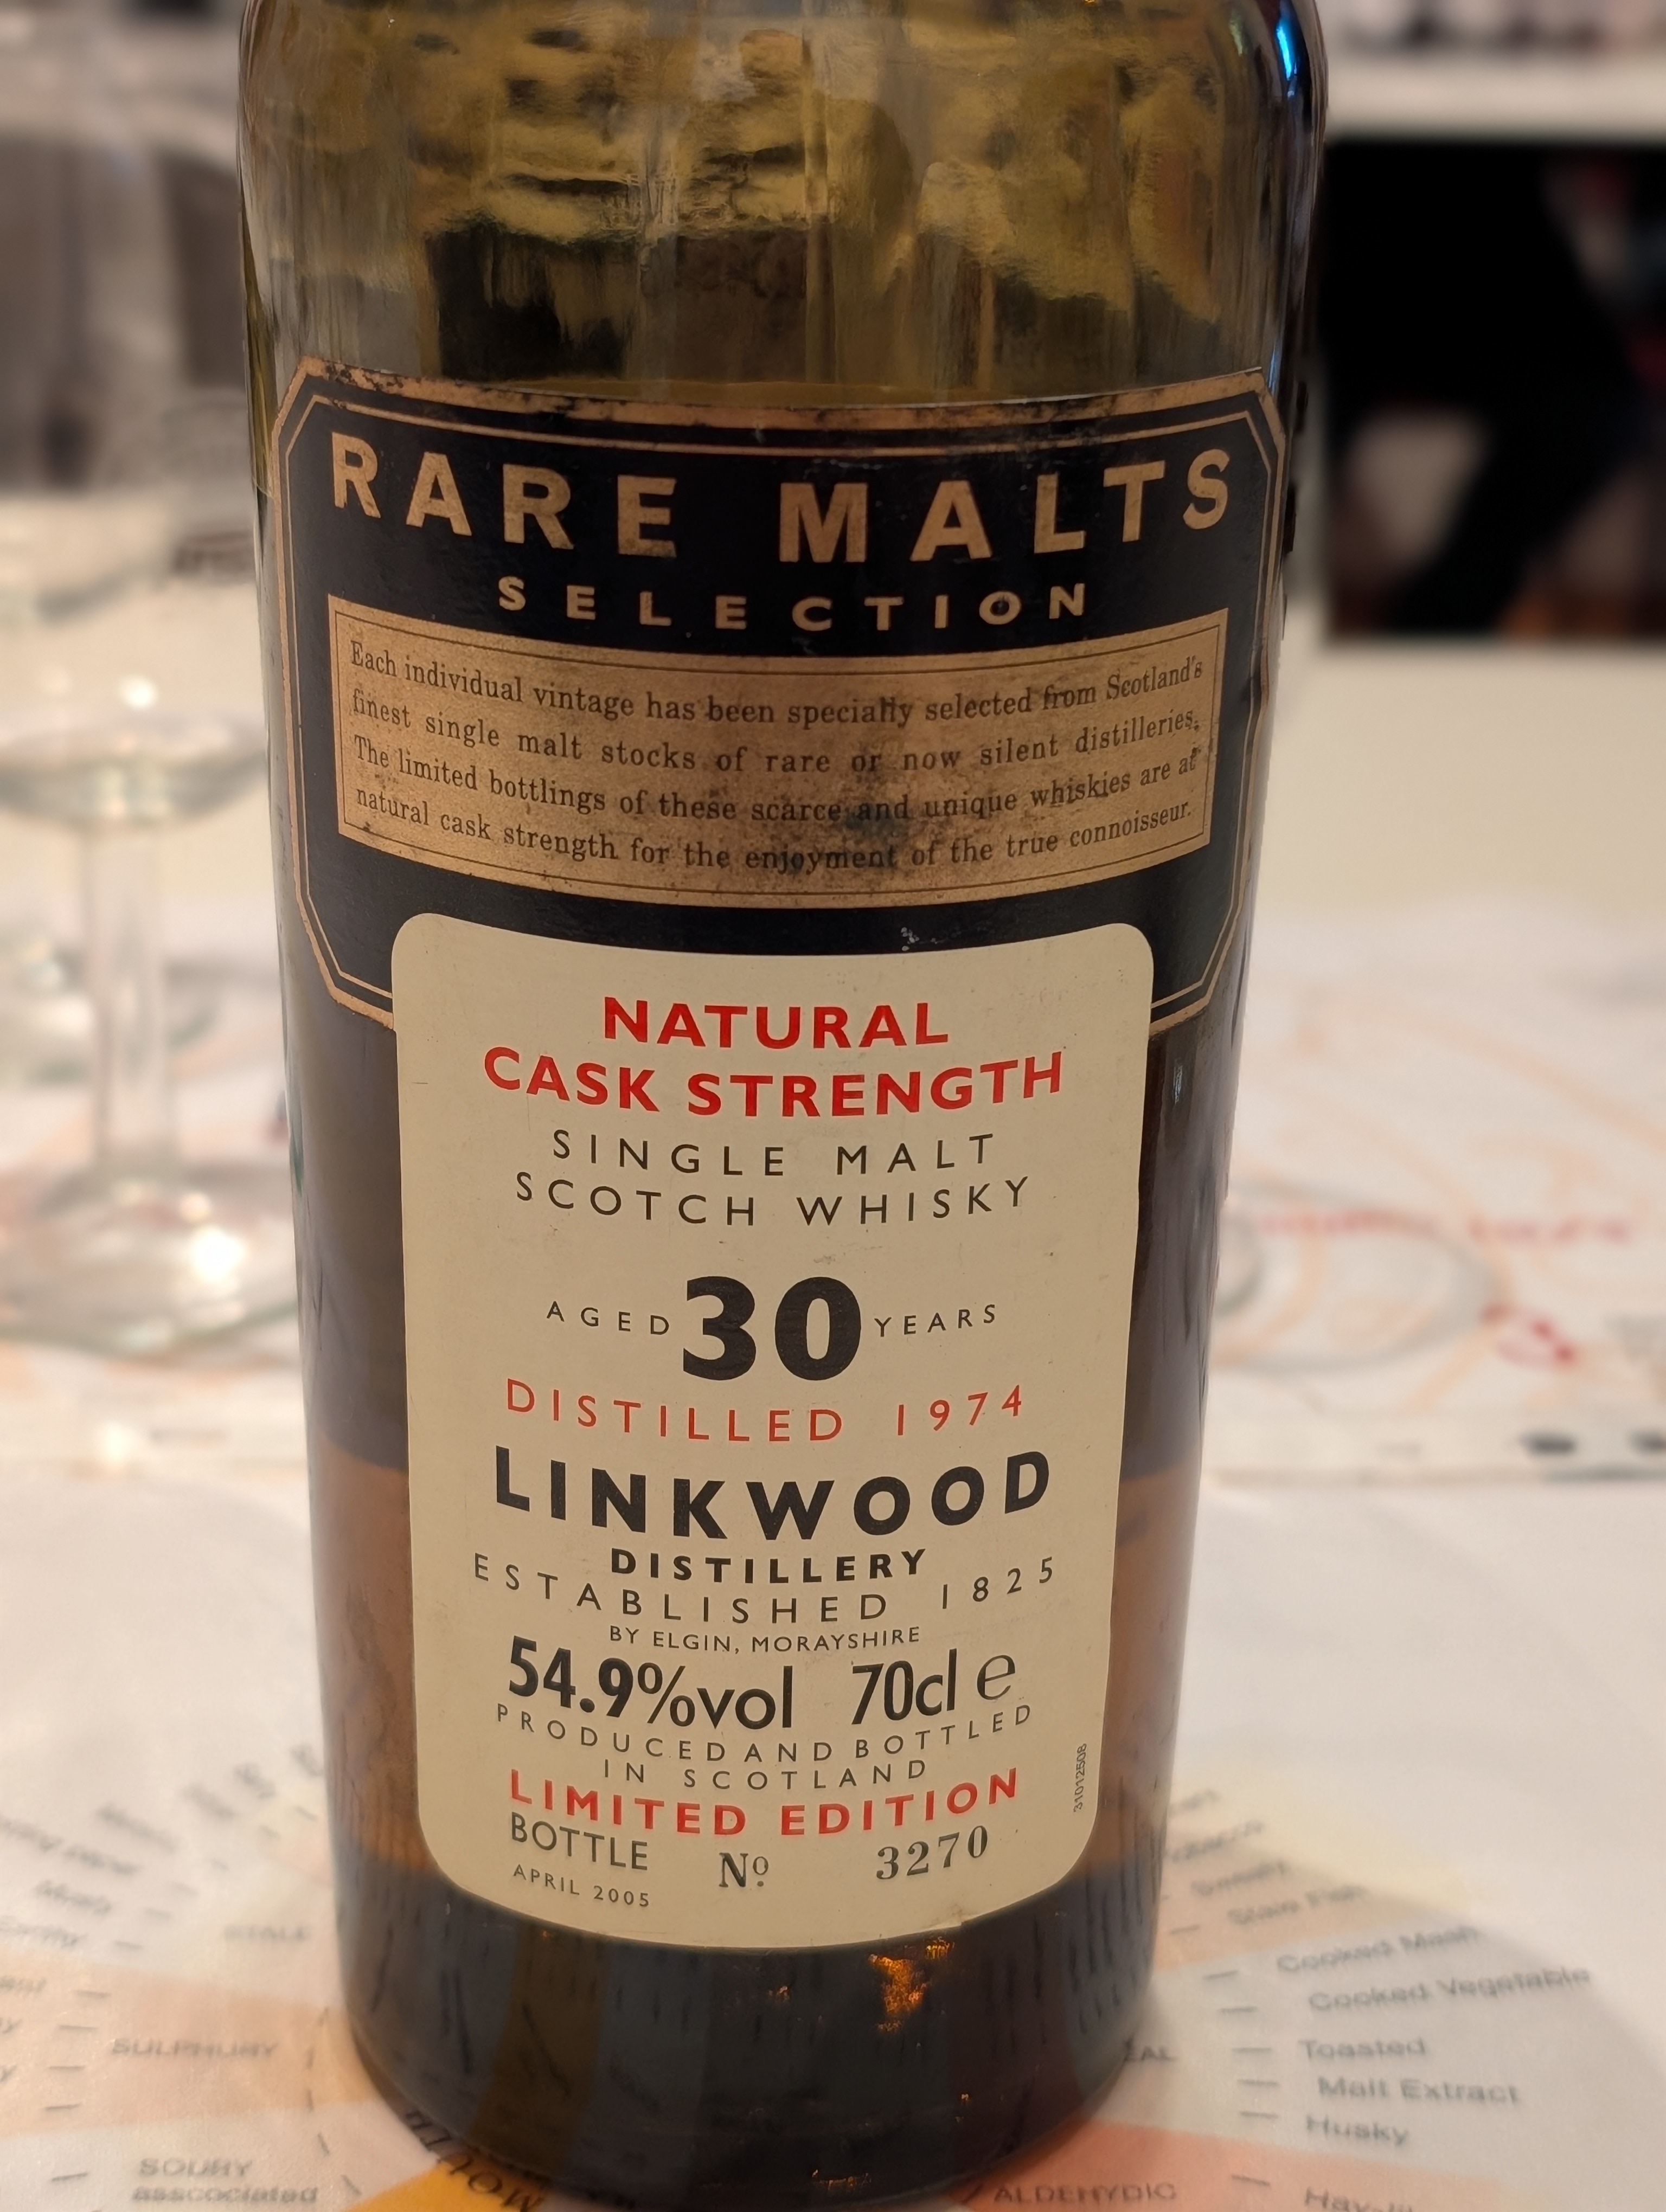 RARE MALTS
SELECTION
Each individual vintage has been specially selected from Scotland's
finest single malt stocks of rare or now silent distilleries.
The limited bottlings of these scarce and unique whiskies are at
natural cask strength for the enjoyment of the true connoisseur.
NATURAL
CASK STRENGTH
SINGLE MALT
SCOTCH WHISKY
AGED 30 YEARS
DISTILLED 1974
LINKWOOD
DISTILLERY
ESTABLISHED 1825
BY ELGIN, MORAYSHIRE
54.9%vol 70cl e
PRODUCED AND BOTTLED
IN SCOTLAND
LIMITED EDITION
BOTTLE Nº 3270
APRIL 2005
31012508
Cooked Mash
Cooked Vegetable
Toasted
Malt Extract
Husky
SULPHURY
STALE
SOURY
associated
ALDEHYDIC